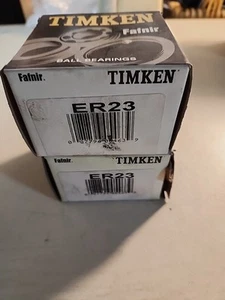 TIMKEN
Fafnir
BALL BEARINGS
Fafnir. TIMKEN
ER23
Fafnir. TIMKEN
ER23